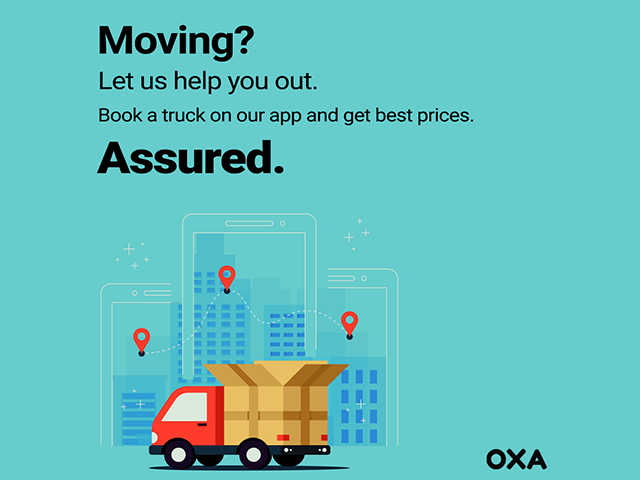 Moving?
Let us help you out.
Book a truck on our app and get best prices.
Assured.
OXA